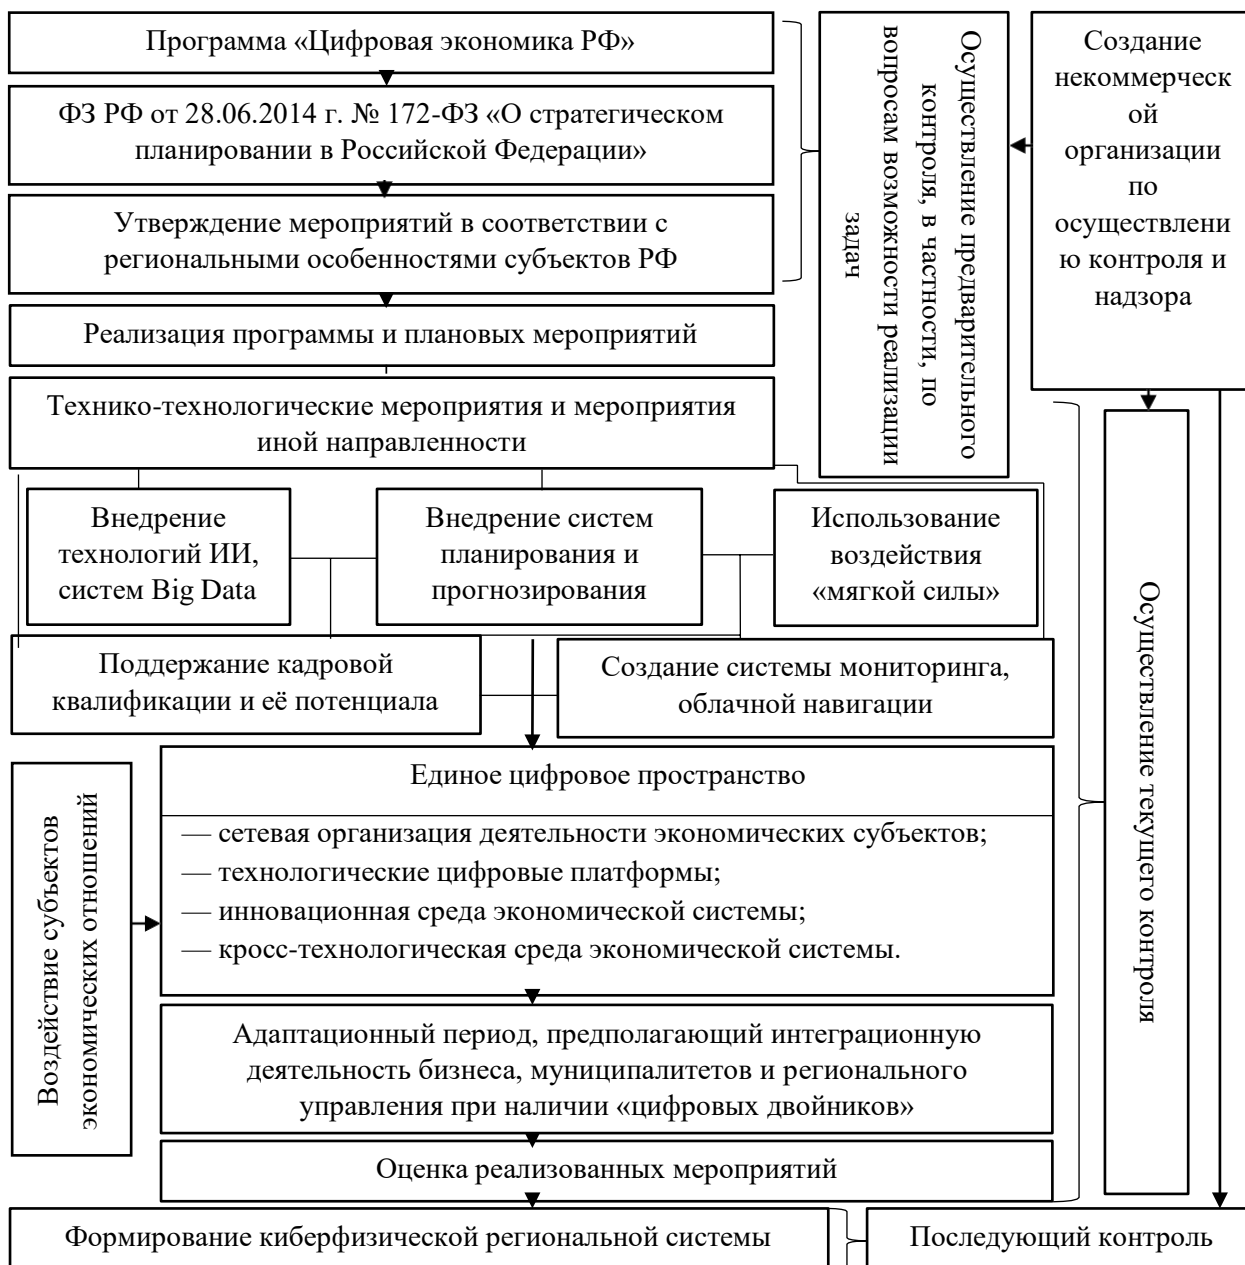 Программа «Цифровая экономика РФ»
ФЗ РФ от 28.06.2014 г. № 172-ФЗ «О стратегическом
планировании в Российской Федерации»
Утверждение мероприятий в соответствии с
региональными особенностями субъектов РФ
Реализация программы и плановых мероприятий
Технико-технологические мероприятия и мероприятия
иной направленности
Осуществление предварительного
контроля, в частности, по
вопросам возможности реализации
задач
Создание
некоммерческ
ой
организации
по
осуществлени
ю контроля и
надзора
Внедрение
технологий ИИ,
систем Big Data
Внедрение систем
планирования и
прогнозирования
Использование
воздействия
«мягкой силы»
Поддержание кадровой
квалификации и её потенциала
Создание системы мониторинга,
облачной навигации
Осуществление текущего контроля
Воздействие субъектов
экономических отношений
Единое цифровое пространство
— сетевая организация деятельности экономических субъектов;
— технологические цифровые платформы;
— инновационная среда экономической системы;
— кросс-технологическая среда экономической системы.
Адаптационный период, предполагающий интеграционную
деятельность бизнеса, муниципалитетов и регионального
управления при наличии «цифровых двойников»
Оценка реализованных мероприятий
Формирование киберфизической региональной системы
Последующий контроль